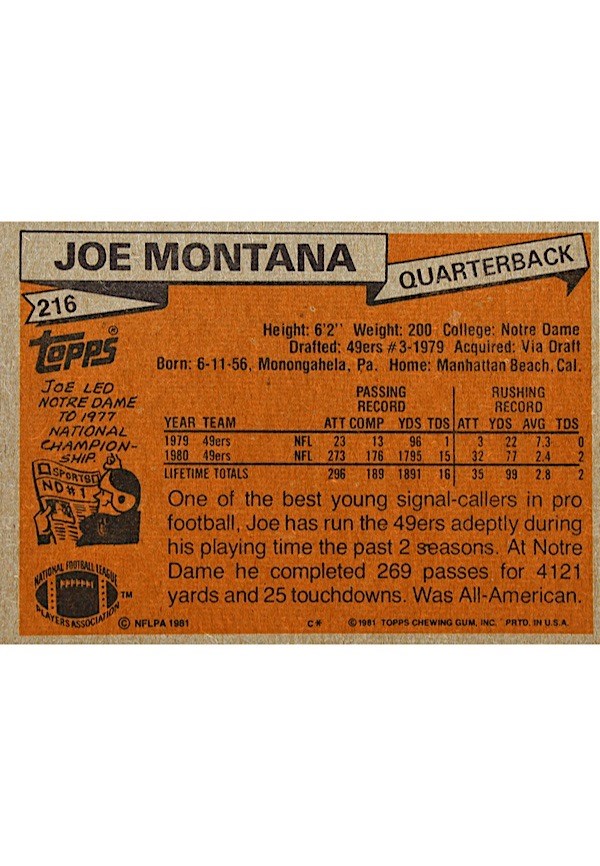 JOE MONTANA
QUARTERBACK
216
Topps®
JOE LED
NOTRE DAME
TO 1977
NATIONAL
CHAMPION-
SHIP.
SPORTS
ND #1
Height: 6'2'' Weight: 200 College: Notre Dame
Drafted: 49ers #3-1979 Acquired: Via Draft
Born: 6-11-56, Monongahela, Pa. Home: Manhattan Beach, Cal.
PASSING RECORD RUSHING RECORD
YEAR TEAM ATT COMP YDS TDS ATT YDS AVG TDS
1979 49ers NFL 23 13 96 1 3 22 7.3 0
1980 49ers NFL 273 176 1795 15 32 77 2.4 2
LIFETIME TOTALS 296 189 1891 16 35 99 2.8 2
One of the best young signal-callers in pro
football, Joe has run the 49ers adeptly during
his playing time the past 2 seasons. At Notre
Dame he completed 269 passes for 4121
yards and 25 touchdowns. Was All-American.
NATIONAL FOOTBALL LEAGUE
PLAYERS ASSOCIATION
TM
© NFLPA 1981 C* © 1981 TOPPS CHEWING GUM, INC. PRTD. IN U.S.A.